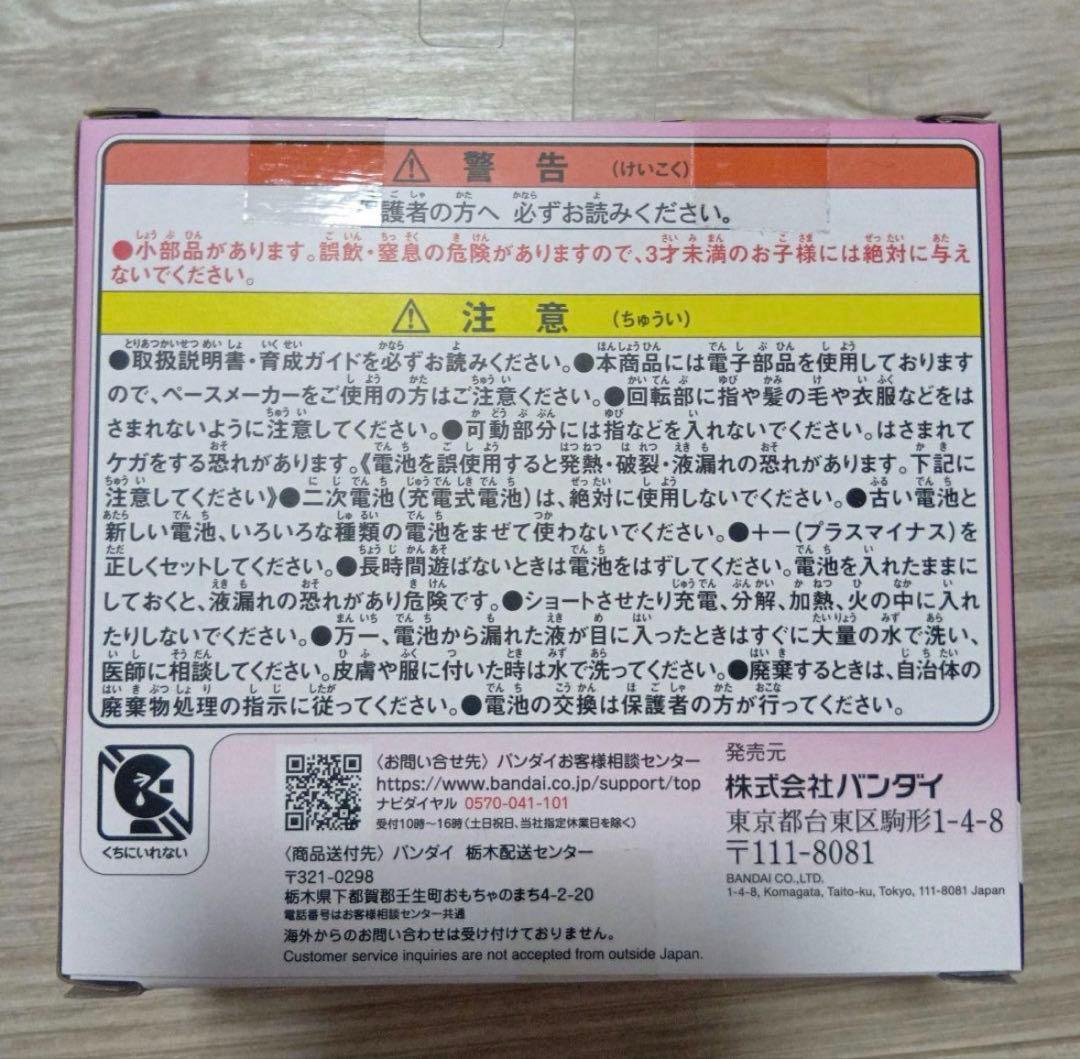 警告 (けいこく)
護者の方へ 必ずお読みください。
●小部品があります。誤飲・窒息の危険がありますので、3才未満のお子様には絶対に与え
ないでください。
注意 (ちゅうい)
●取扱説明書・育成ガイドを必ずお読みください。●本商品には電子部品を使用しております
ので、ペースメーカーをご使用の方はご注意ください。●回転部に指や髪の毛や衣服などをは
さまれないように注意してください。●可動部分には指などを入れないでください。はさまれて
ケガをする恐れがあります。《電池を誤使用すると発熱・破裂・液漏れの恐れがあります。下記に
注意してください》●二次電池(充電式電池)は、絶対に使用しないでください。●古い電池と
新しい電池、いろいろな種類の電池をまぜて使わないでください。●+−(プラスマイナス)を
正しくセットしてください。●長時間遊ばないときは電池をはずしてください。電池を入れたままに
しておくと、液漏れの恐れがあり危険です。●ショートさせたり充電、分解、加熱、火の中に入れ
たりしないでください。●万一、電池から漏れた液が目に入ったときはすぐに大量の水で洗い、
医師に相談してください。皮膚や服に付いた時は水で洗ってください。●廃棄するときは、自治体の
廃棄物処理の指示に従ってください。●電池の交換は保護者の方が行ってください。
くちにいれない
〈お問い合せ先〉バンダイお客様相談センター
https://www.bandai.co.jp/support/top
ナビダイヤル 0570-041-101
受付10時〜16時(土日祝日、当社指定休業日を除く)
〈商品送付先〉バンダイ 栃木配送センター
〒321-0298
栃木県下都賀郡壬生町おもちゃのまち4-2-20
電話番号はお客様相談センター共通
海外からのお問い合わせは受け付けておりません。
Customer service inquiries are not accepted from outside Japan.
発売元
株式会社バンダイ
東京都台東区駒形1-4-8
〒111-8081
BANDAI CO.,LTD.
1-4-8, Komagata, Taito-ku, Tokyo, 111-8081 Japan